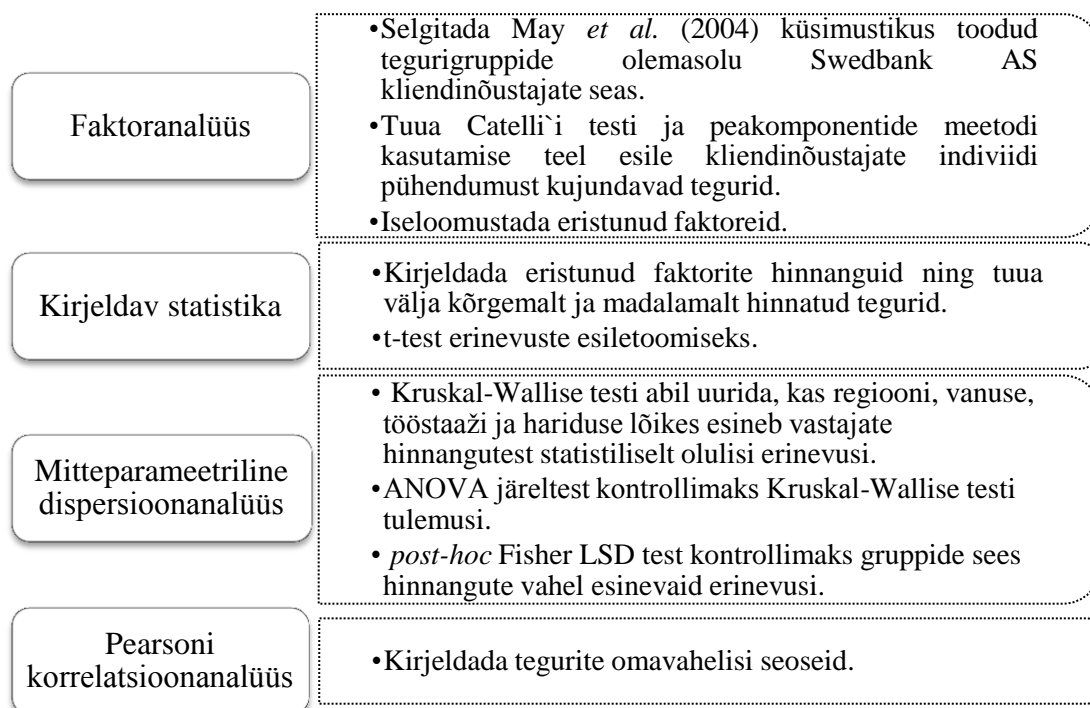 Faktoranalüüs
•Selgitada May et al. (2004) küsimustikus toodud
tegurigruppide olemasolu Swedbank AS
kliendinõustajate seas.
•Tuua Catelli`i testi ja peakomponentide meetodi
kasutamise teel esile kliendinõustajate indiviidi
pühendumust kujundavad tegurid.
•Iseloomustada eristunud faktoreid.
Kirjeldav statistika
•Kirjeldada eristunud faktorite hinnanguid ning tuua
välja kõrgemalt ja madalamalt hinnatud tegurid.
•t-test erinevuste esiletoomiseks.
Mitteparameetriline
dispersioonanalüüs
• Kruskal-Wallise testi abil uurida, kas regiooni, vanuse,
tööstaaži ja hariduse lõikes esineb vastajate
hinnangutest statistiliselt olulisi erinevusi.
•ANOVA järeltest kontrollimaks Kruskal-Wallise testi
tulemusi.
• post-hoc Fisher LSD test kontrollimaks gruppide sees
hinnangute vahel esinevaid erinevusi.
Pearsoni
korrelatsioonanalüüs
•Kirjeldada tegurite omavahelisi seoseid.